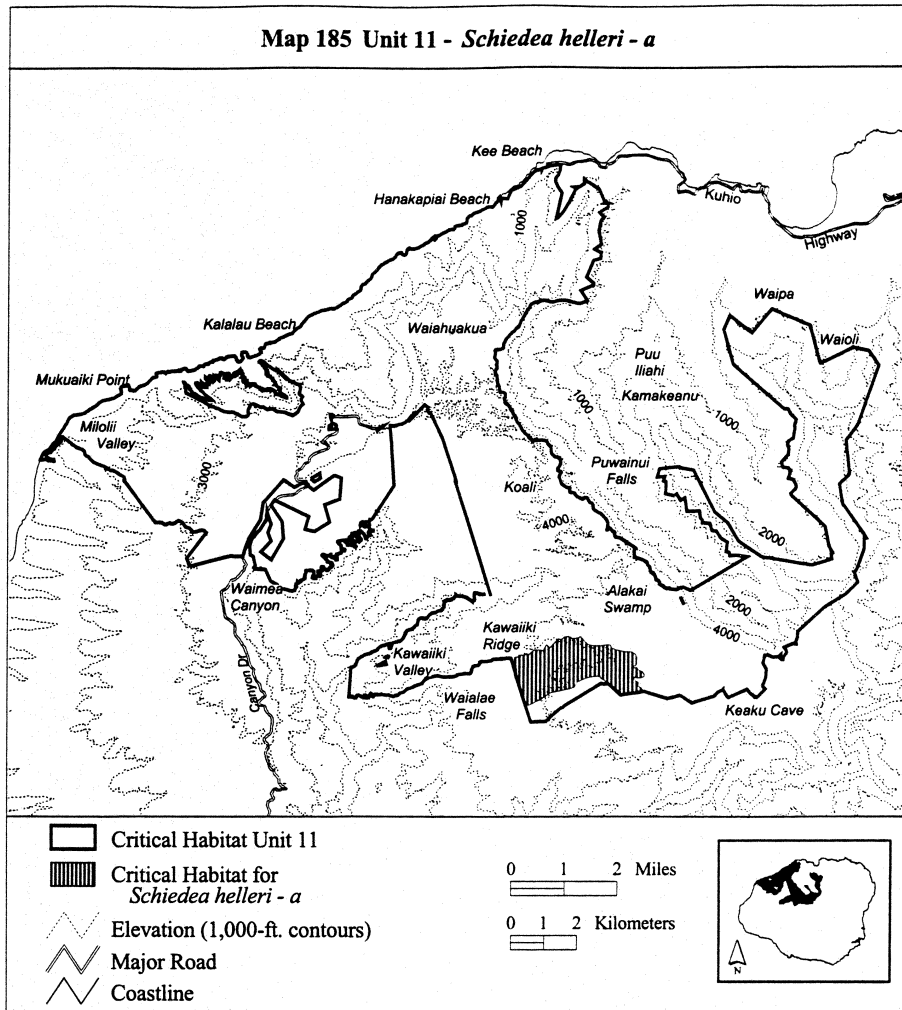 Map 185 Unit 11 - Schiedea helleri - a
Kee Beach
Hanakapiai Beach
Kuhio
Highway
1000
Waipa
Kalalau Beach
Waiahuakua
Waioli
Puu
Iliahi
Mukuaiki Point
Kamakeanu
1000
1000
Milolii
Valley
3000
Puwainui
Falls
Koali
4000
2000
Waimea
Canyon
Alakai
Swamp
2000
4000
Kawaiiki
Ridge
Kawaiiki
Valley
Canyon Dr
Waialae
Falls
Keaku Cave
Critical Habitat Unit 11
Critical Habitat for
Schiedea helleri - a
Elevation (1,000-ft. contours)
Major Road
Coastline
0 1 2 Miles
0 1 2 Kilometers
N